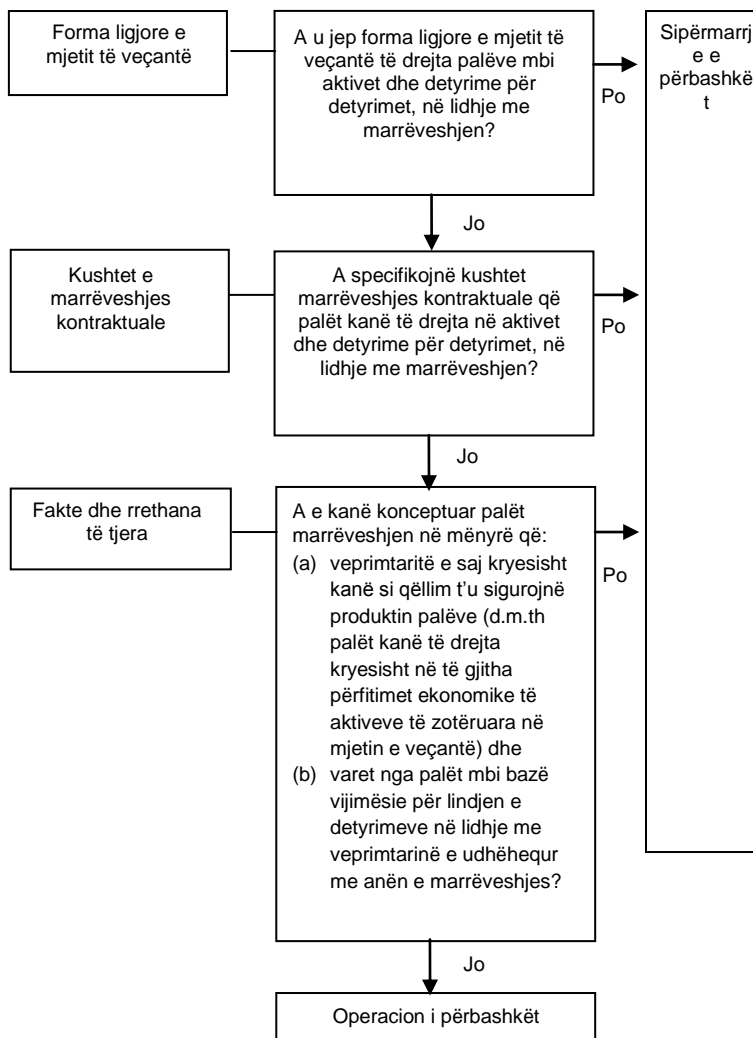 Forma ligjore e
mjetit të veçantë
A u jep forma ligjore e mjetit të
veçantë të drejta palëve mbi
aktivet dhe detyrime për
detyrimet, në lidhje me
marrëveshjen?
Po
Sipërmarrj
e e
përbashkë
t
Jo
Kushtet e
marrëveshjes
kontraktuale
A specifikojnë kushtet
marrëveshjes kontraktuale që
palët kanë të drejta në aktivet
dhe detyrime për detyrimet, në
lidhje me marrëveshjen?
Po
Jo
Fakte dhe rrethana
të tjera
A e kanë konceptuar palët
marrëveshjen në mënyrë që:
(a) veprimtaritë e saj kryesisht
kanë si qëllim t’u sigurojnë
produktin palëve (d.m.th
palët kanë të drejta
kryesisht në të gjitha
përfitimet ekonomike të
aktiveve të zotëruara në
mjetin e veçantë) dhe
(b) varet nga palët mbi bazë
vijimësie për lindjen e
detyrimeve në lidhje me
veprimtarinë e udhëhequr
me anën e marrëveshjes?
Po
Jo
Operacion i përbashkët